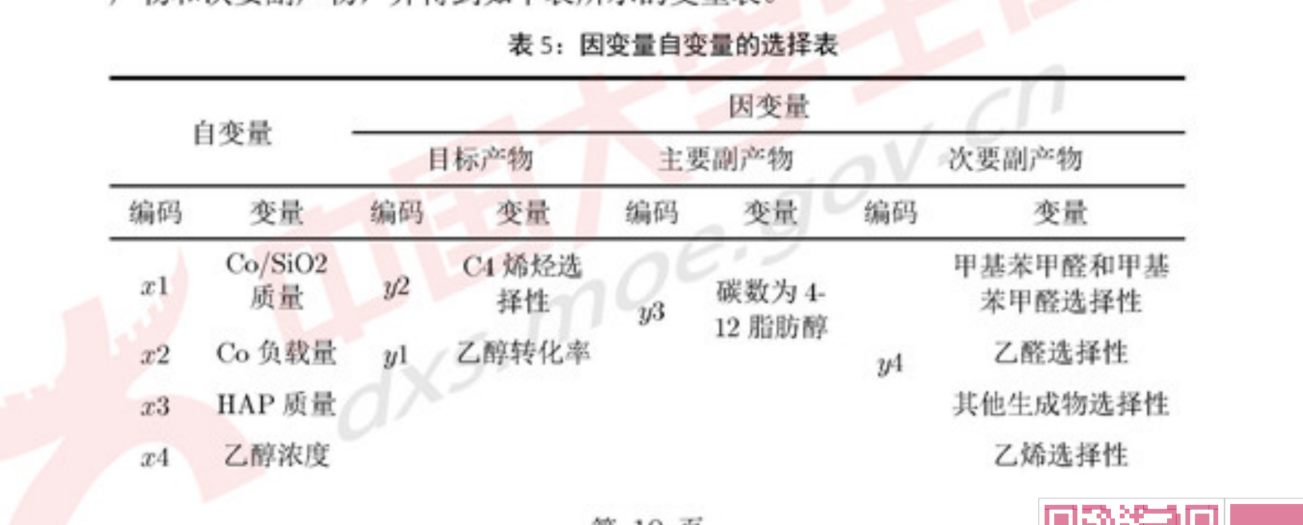 表 5：因变量自变量的选择表
因变量
自变量
目标产物 主要副产物 次要副产物
编码 变量 编码 变量 编码 变量 编码 变量
x1 Co/SiO2 质量 y2 C4 烯烃选择性 y3 碳数为 4-12 脂肪醇 甲基苯甲醛和甲基苯甲醛选择性
x2 Co 负载量 y1 乙醇转化率 y4 乙醛选择性
x3 HAP 质量 其他生成物选择性
x4 乙醇浓度 乙烯选择性
中国大学生
dxs.moe.gov.cn